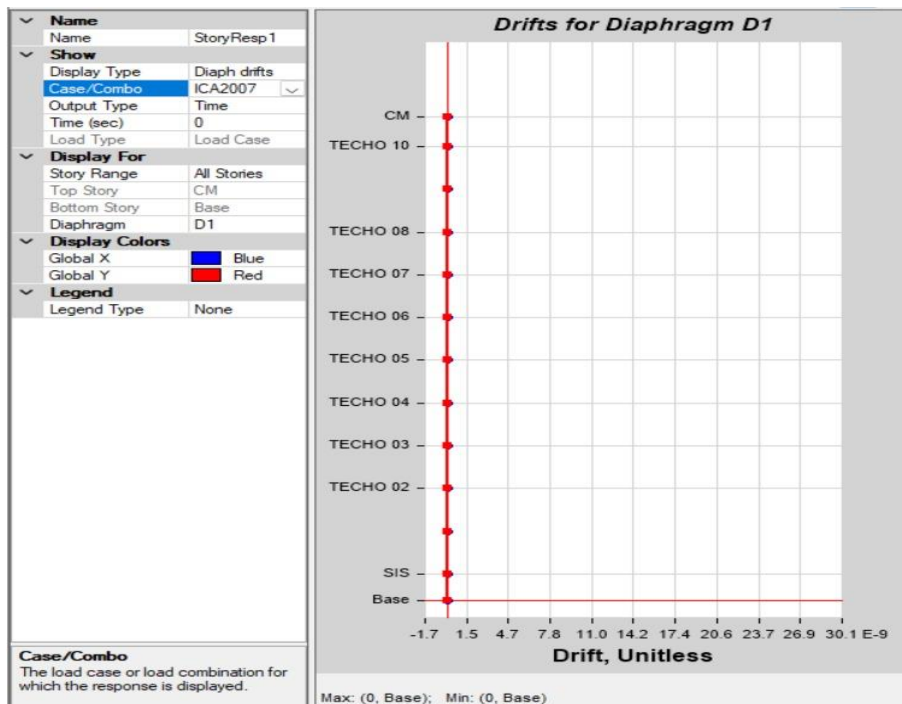 Name
Name StoryResp1
Show
Display Type Diaph drifts
Case/Combo ICA2007
Output Type Time
Time (sec) 0
Load Type Load Case
Display For
Story Range All Stories
Top Story CM
Bottom Story Base
Diaphragm D1
Display Colors
Global X Blue
Global Y Red
Legend
Legend Type None
Case/Combo
The load case or load combination for
which the response is displayed.
Drifts for Diaphragm D1
CM
TECHO 10
TECHO 08
TECHO 07
TECHO 06
TECHO 05
TECHO 04
TECHO 03
TECHO 02
SIS
Base
-1.7 1.5 4.7 7.8 11.0 14.2 17.4 20.6 23.7 26.9 30.1 E-9
Drift, Unitless
Max: (0, Base); Min: (0, Base)